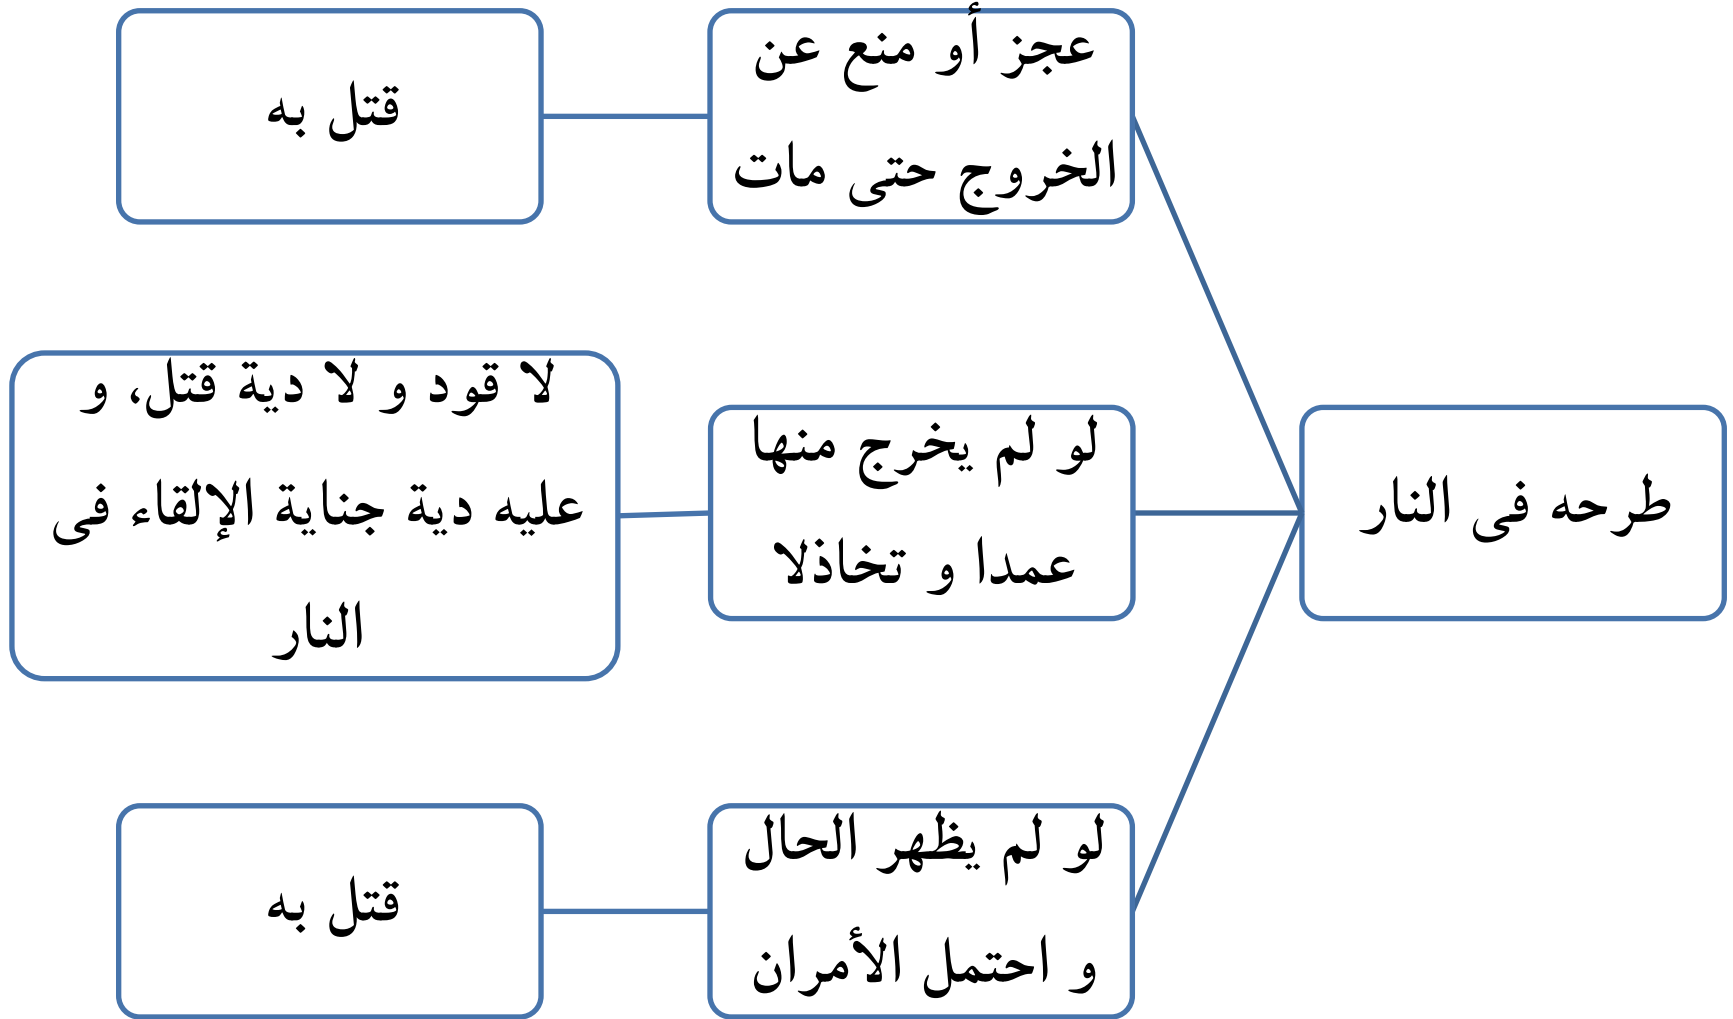 طرحه فی النار
عجز أو منع عن
الخروج حتى مات
قتل به
لو لم يخرج منها
عمدا و تخاذلا
لا قود و لا دية قتل، و
عليه دية جناية الإلقاء فى
النار
لو لم يظهر الحال
و احتمل الأمران
قتل به